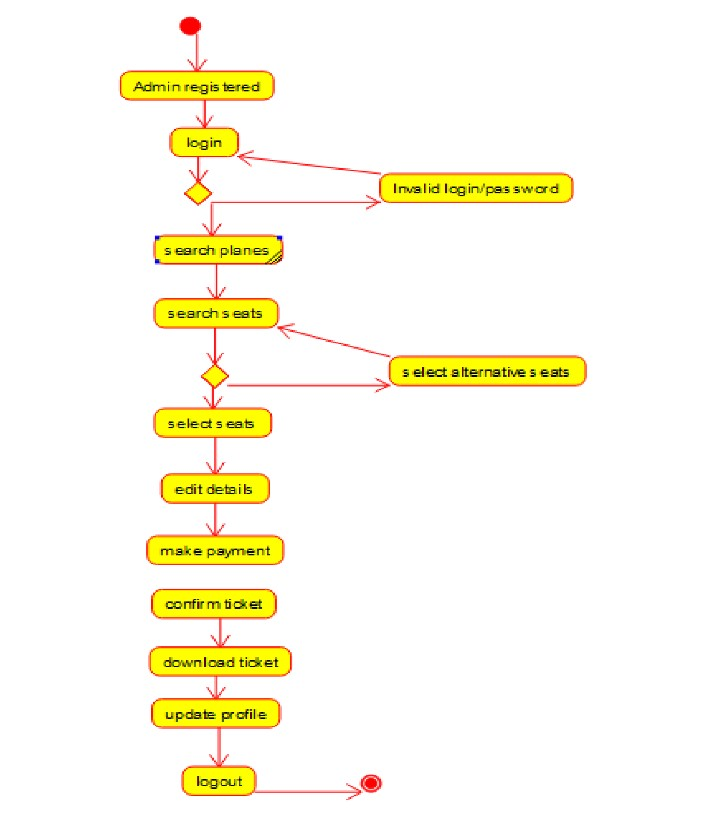 Admin registered
login
Invalid login/password
search planes
search seats
select alternative seats
select seats
edit details
make payment
confirm ticket
download ticket
update profile
logout